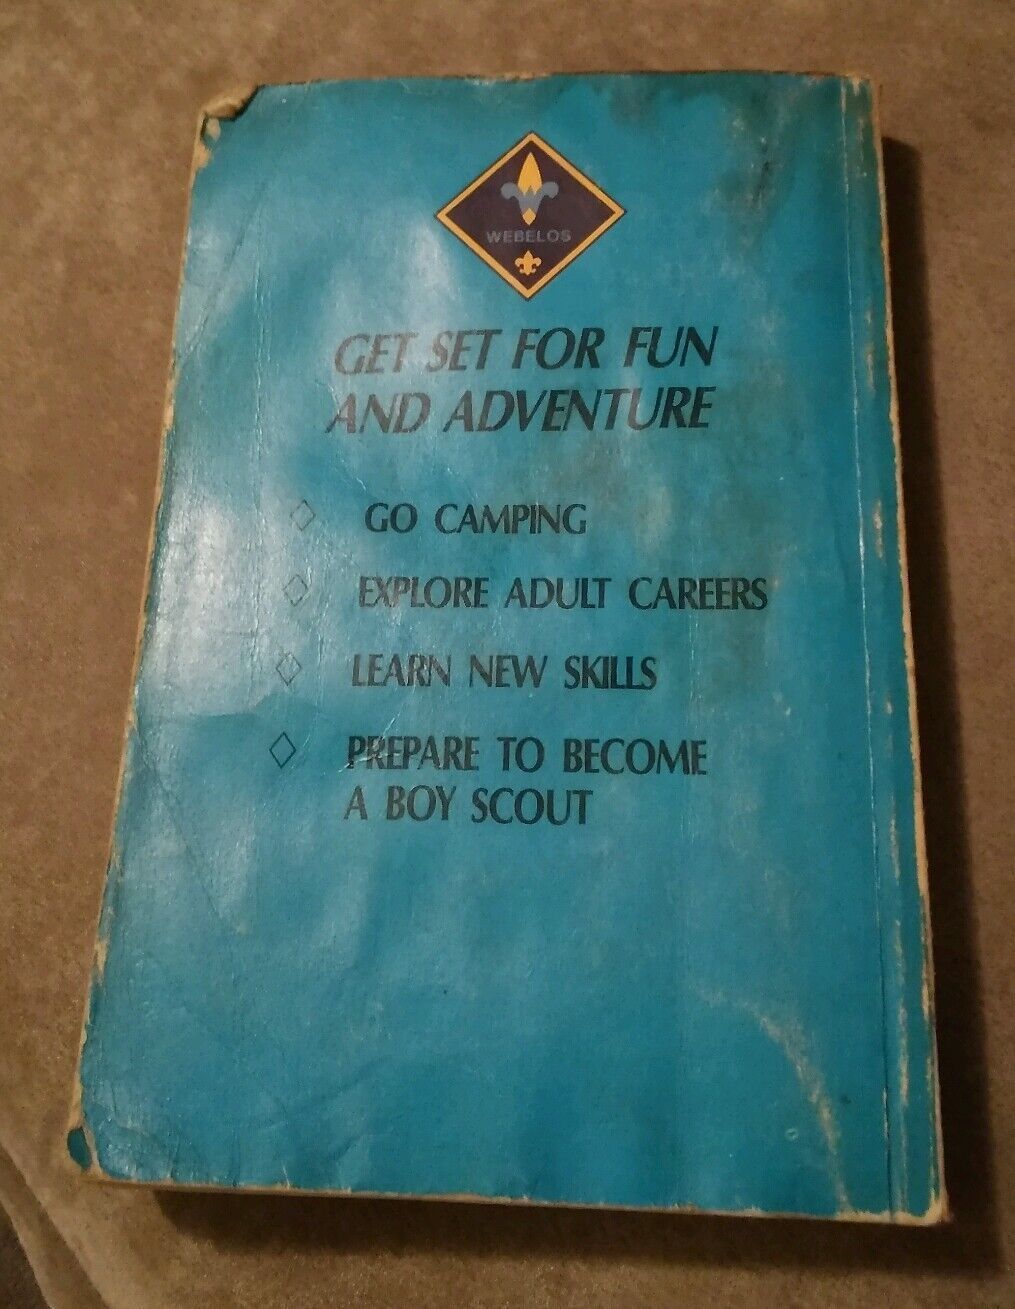 WEBELOS
GET SET FOR FUN
AND ADVENTURE
GO CAMPING
EXPLORE ADULT CAREERS
LEARN NEW SKILLS
PREPARE TO BECOME
A BOY SCOUT